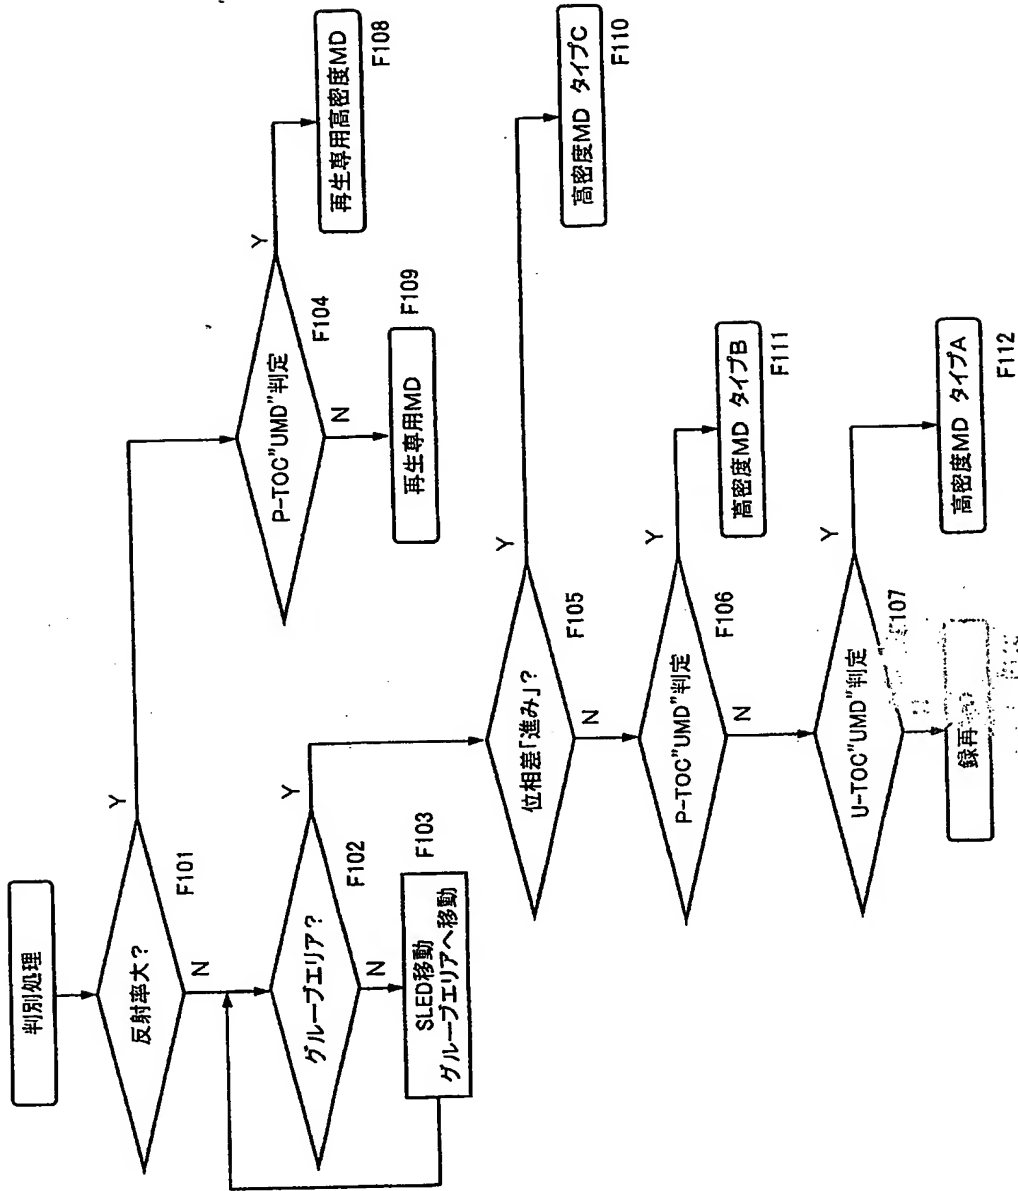 判別処理
反射率大?
F101
Y
N
グループエリア?
F102
Y
N
SLED移動
グループエリアへ移動
F103
P-TOC"UMD"判定
F104
Y
N
再生専用高密度MD
F108
再生専用MD
F109
位相差「進み」?
F105
Y
N
高密度MD タイプC
F110
P-TOC"UMD"判定
F106
Y
N
高密度MD タイプB
F111
U-TOC"UMD"判定
F107
Y
高密度MD タイプA
F112
録再